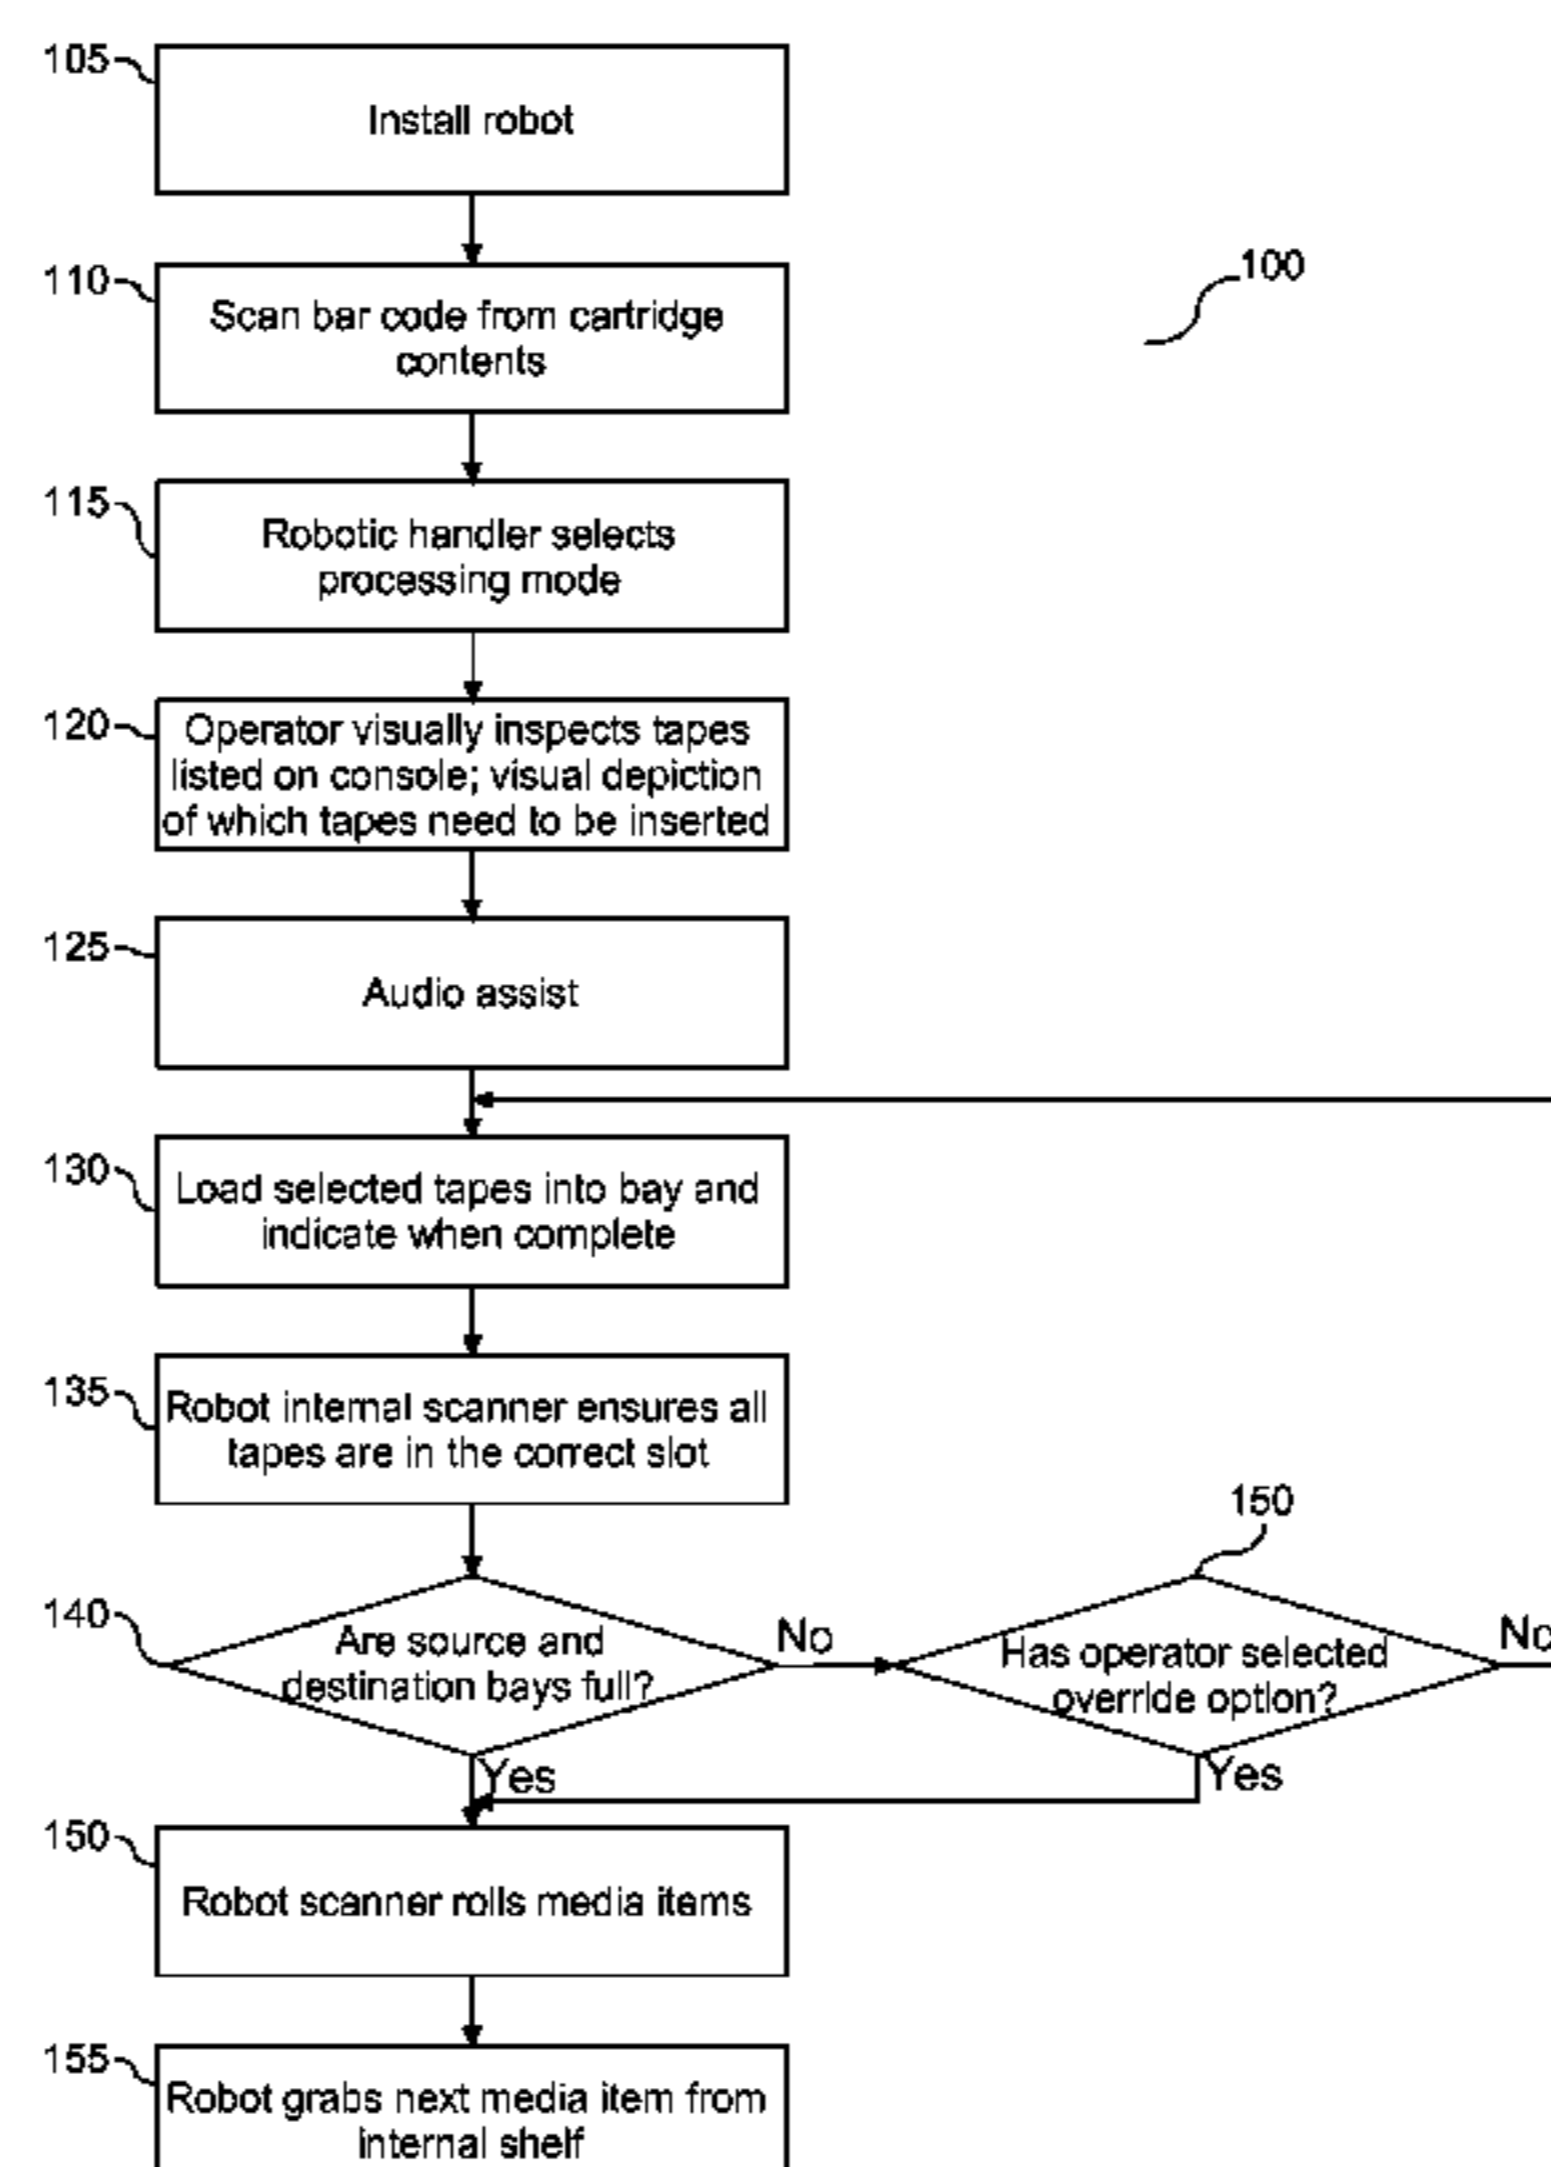 105
Install robot
110
Scan bar code from cartridge
contents
100
115
Robotic handler selects
processing mode
120
Operator visually inspects tapes
listed on console; visual depiction
of which tapes need to be inserted
125
Audio assist
130
Load selected tapes into bay and
indicate when complete
135
Robot internal scanner ensures all
tapes are in the correct slot
140
Are source and
destination bays full?
No
150
Has operator selected
override option?
No
Yes
Yes
150
Robot scanner rolls media items
155
Robot grabs next media item from
internal shelf